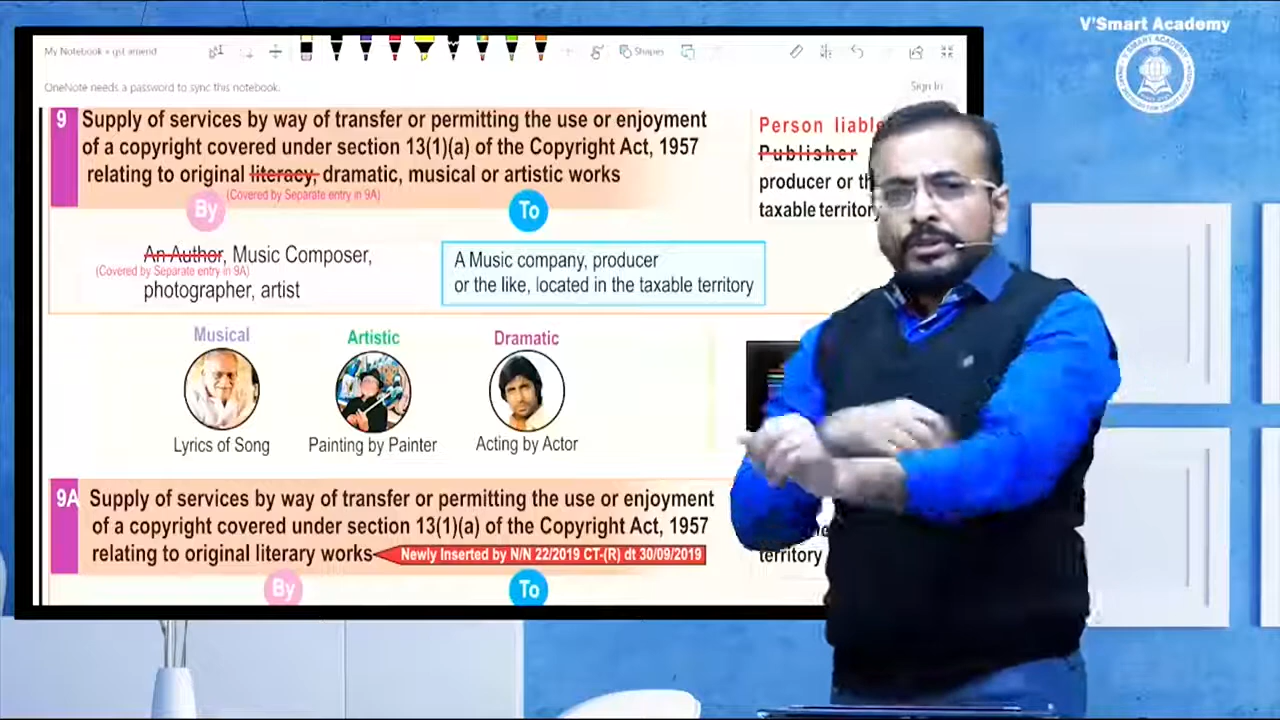 V'Smart Academy
My Notebook » gst amend
Shapes
OneNote needs a password to sync this notebook.
Sign In
9 Supply of services by way of transfer or permitting the use or enjoyment
of a copyright covered under section 13(1)(a) of the Copyright Act, 1957
relating to original literacy, dramatic, musical or artistic works
(Covered by Separate entry in 9A)
Person liable
Publisher
producer or th
taxable territory
By
To
An Author, Music Composer,
(Covered by Separate entry in 9A)
photographer, artist
A Music company, producer
or the like, located in the taxable territory
Musical
Artistic
Dramatic
Lyrics of Song
Painting by Painter
Acting by Actor
9A Supply of services by way of transfer or permitting the use or enjoyment
of a copyright covered under section 13(1)(a) of the Copyright Act, 1957
relating to original literary works
Newly Inserted by N/N 22/2019 CT-(R) dt 30/09/2019
territory
By
To